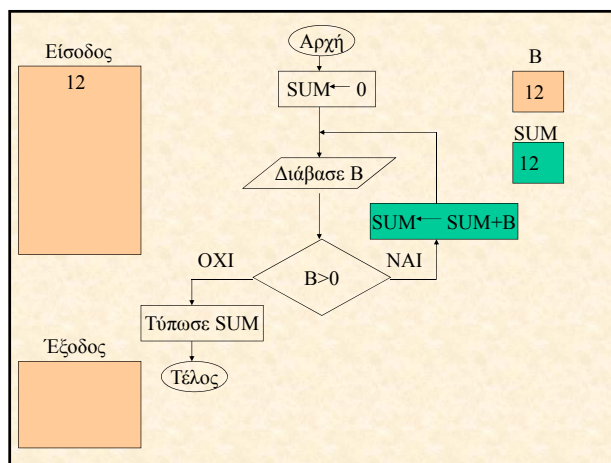 Αρχή
Είσοδος
12
SUM← 0
B
12
SUM
12
Διάβασε B
SUM← SUM+B
ΟΧΙ
ΝΑΙ
B>0
Τύπωσε SUM
Έξοδος
Τέλος